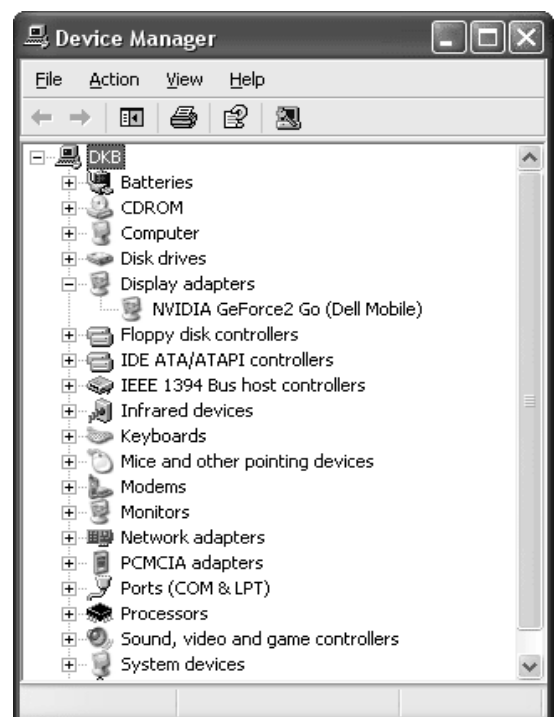 Device Manager
File Action View Help
DKB
Batteries
CDROM
Computer
Disk drives
Display adapters
NVIDIA GeForce2 Go (Dell Mobile)
Floppy disk controllers
IDE ATA/ATAPI controllers
IEEE 1394 Bus host controllers
Infrared devices
Keyboards
Mice and other pointing devices
Modems
Monitors
Network adapters
PCMCIA adapters
Ports (COM & LPT)
Processors
Sound, video and game controllers
System devices